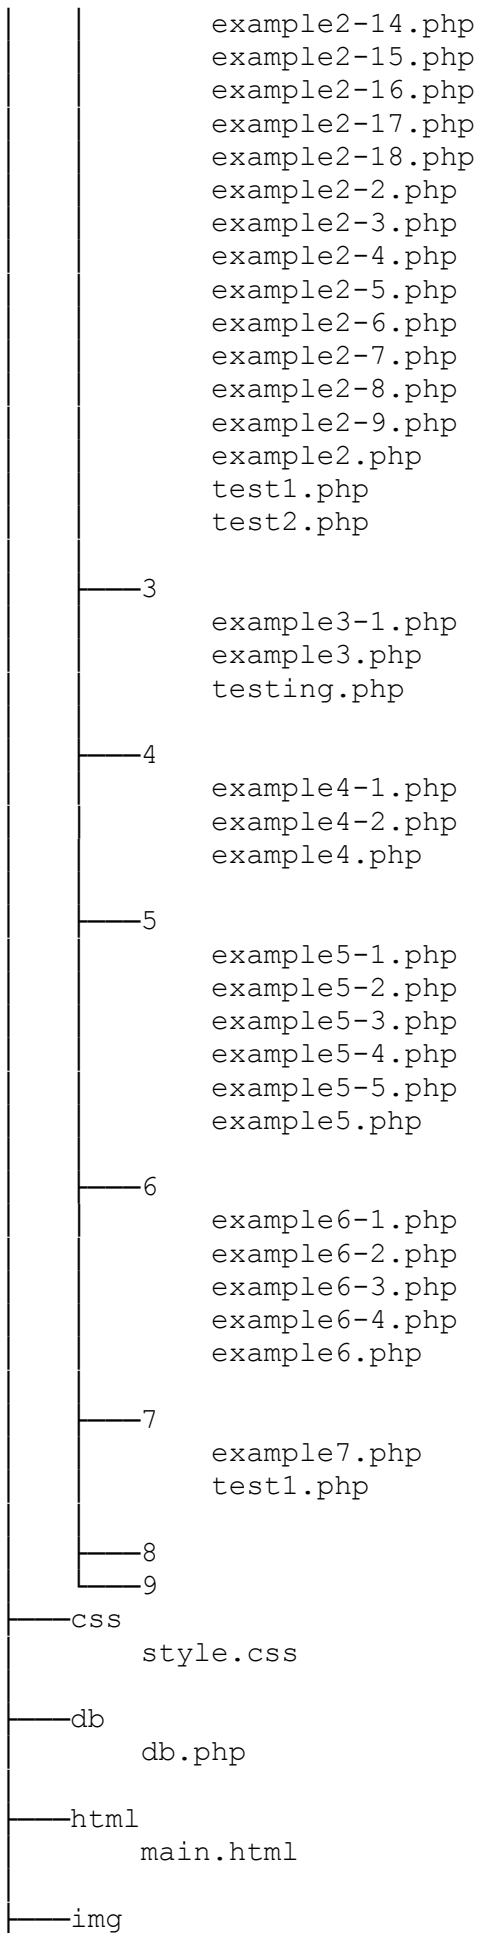 example2-14.php
example2-15.php
example2-16.php
example2-17.php
example2-18.php
example2-2.php
example2-3.php
example2-4.php
example2-5.php
example2-6.php
example2-7.php
example2-8.php
example2-9.php
example2.php
test1.php
test2.php
3
example3-1.php
example3.php
testing.php
4
example4-1.php
example4-2.php
example4.php
5
example5-1.php
example5-2.php
example5-3.php
example5-4.php
example5-5.php
example5.php
6
example6-1.php
example6-2.php
example6-3.php
example6-4.php
example6.php
7
example7.php
test1.php
8
9
css
style.css
db
db.php
html
main.html
img